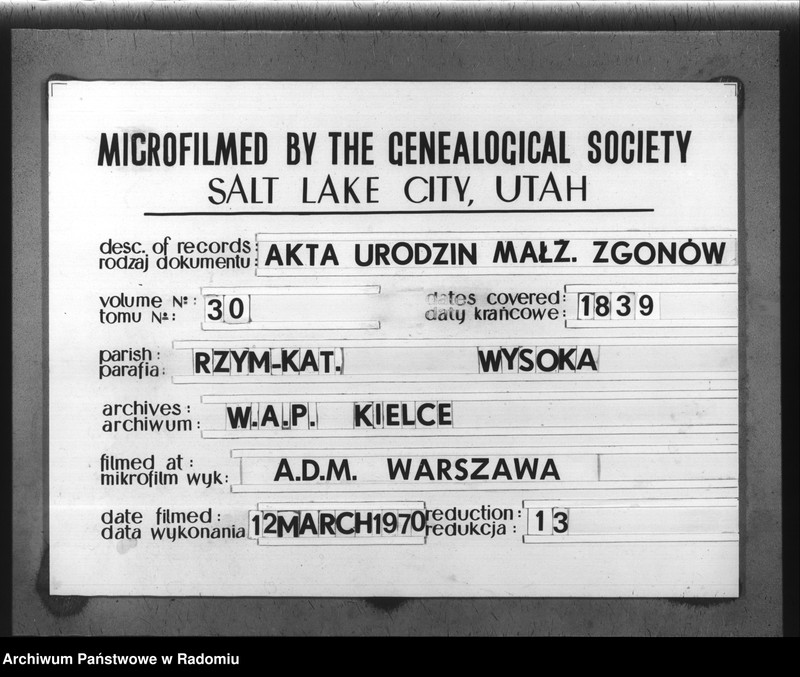 MICROFILMED BY THE GENEALOGICAL SOCIETY
SALT LAKE CITY, UTAH
desc. of records :
rodzaj dokumentu : AKTA URODZIN MAŁŻ. ZGONÓW
volume №:
tomu №: 30
dates covered:
daty krańcowe: 1839
parish :
parafia: RZYM-KAT. WYSOKA
archives :
archiwum : W.A.P. KIELCE
filmed at :
mikrofilm wyk: A.D.M. WARSZAWA
date filmed :
data wykonania 12MARCH1970
reduction :
redukcja : 13
Archiwum Państwowe w Radomiu